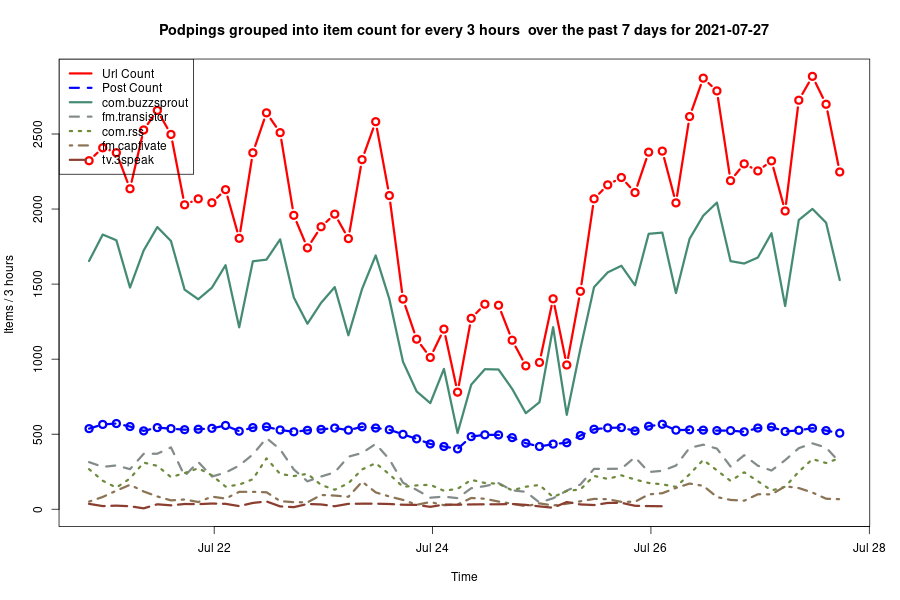 Podpings grouped into item count for every 3 hours  over the past 7 days for 2021-07-27
Url Count
Post Count
com.buzzsprout
fm.transistor
com.rss
fm.captivate
tv.3speak
Items / 3 hours
2500
2000
1500
1000
500
0
Jul 22
Jul 24
Jul 26
Jul 28
Time